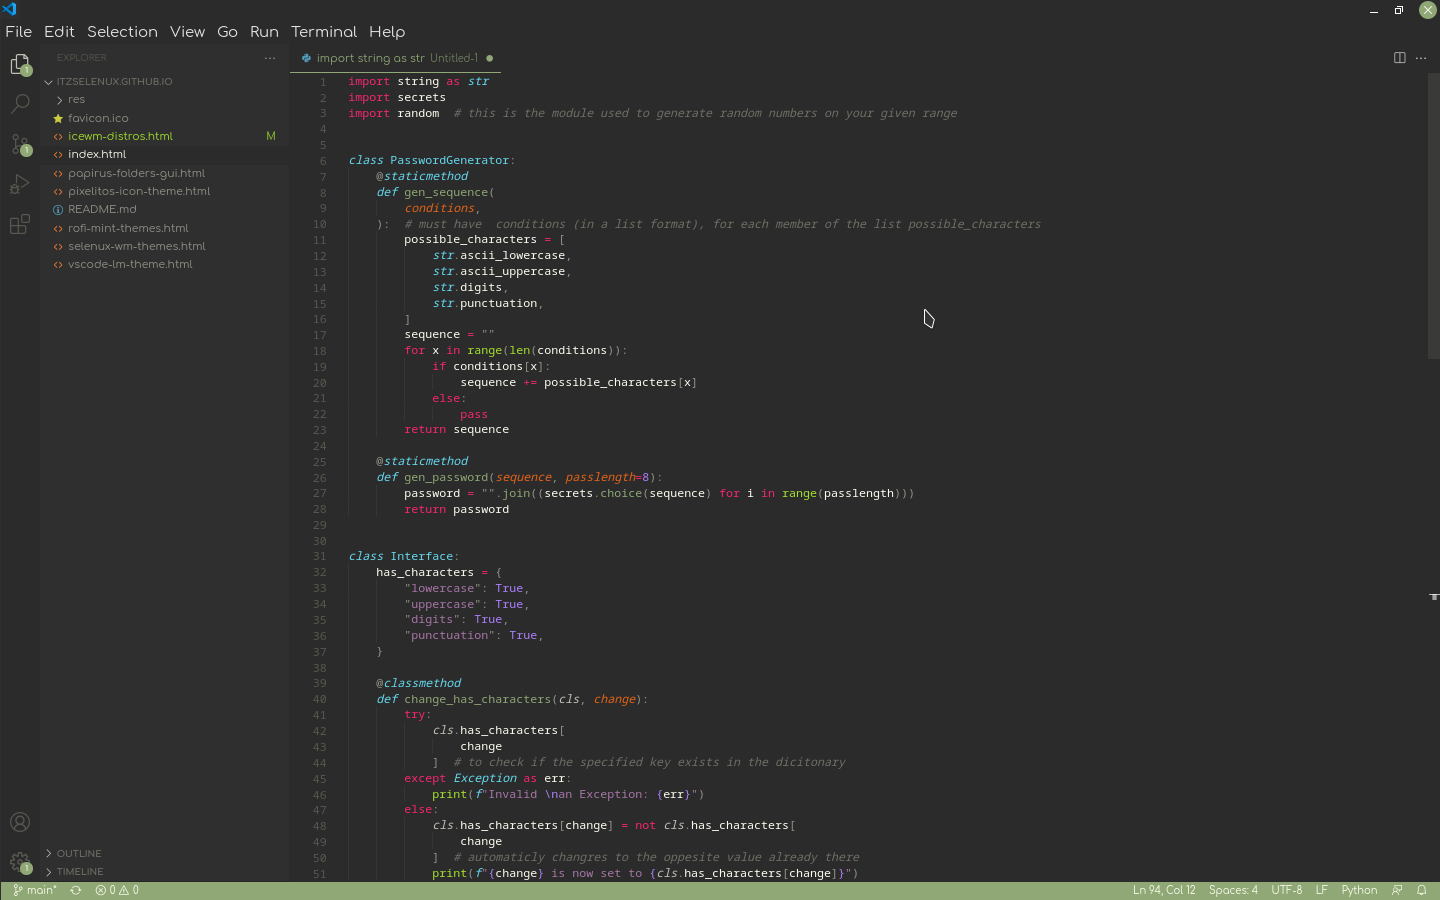 File Edit Selection View Go Run Terminal Help
EXPLORER
ITZSELENUX.GITHUB.IO
res
favicon.ico
icewm-distros.html M
index.html
papirus-folders-gui.html
pixelitos-icon-theme.html
README.md
rofi-mint-themes.html
selenux-wm-themes.html
vscode-lm-theme.html
OUTLINE
TIMELINE
1
1
1
import string as str Untitled-1
1 import string as str
2 import secrets
3 import random  # this is the module used to generate random numbers on your given range
4
5
6 class PasswordGenerator:
7     @staticmethod
8     def gen_sequence(
9         conditions,
10     ):  # must have  conditions (in a list format), for each member of the list possible_characters
11         possible_characters = [
12             str.ascii_lowercase,
13             str.ascii_uppercase,
14             str.digits,
15             str.punctuation,
16         ]
17         sequence = ""
18         for x in range(len(conditions)):
19             if conditions[x]:
20                 sequence += possible_characters[x]
21             else:
22                 pass
23         return sequence
24
25     @staticmethod
26     def gen_password(sequence, passlength=8):
27         password = "".join((secrets.choice(sequence) for i in range(passlength)))
28         return password
29
30
31 class Interface:
32     has_characters = {
33         "lowercase": True,
34         "uppercase": True,
35         "digits": True,
36         "punctuation": True,
37     }
38
39     @classmethod
40     def change_has_characters(cls, change):
41         try:
42             cls.has_characters[
43                 change
44             ]  # to check if the specified key exists in the dicitonary
45         except Exception as err:
46             print(f"Invalid \nan Exception: {err}")
47         else:
48             cls.has_characters[change] = not cls.has_characters[
49                 change
50             ]  # automaticly changres to the oppesite value already there
51             print(f"{change} is now set to {cls.has_characters[change]}")
main* 0 0 Ln 94, Col 12 Spaces: 4 UTF-8 LF Python